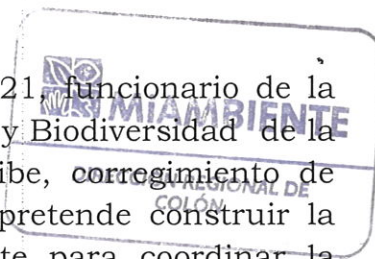 21, funcionario de la
MIAMBIENTE
y Biodiversidad de la
DIRECCIÓN REGIONAL DE
ibe, corregimiento de
COLÓN
pretende construir la
te para coordinar la